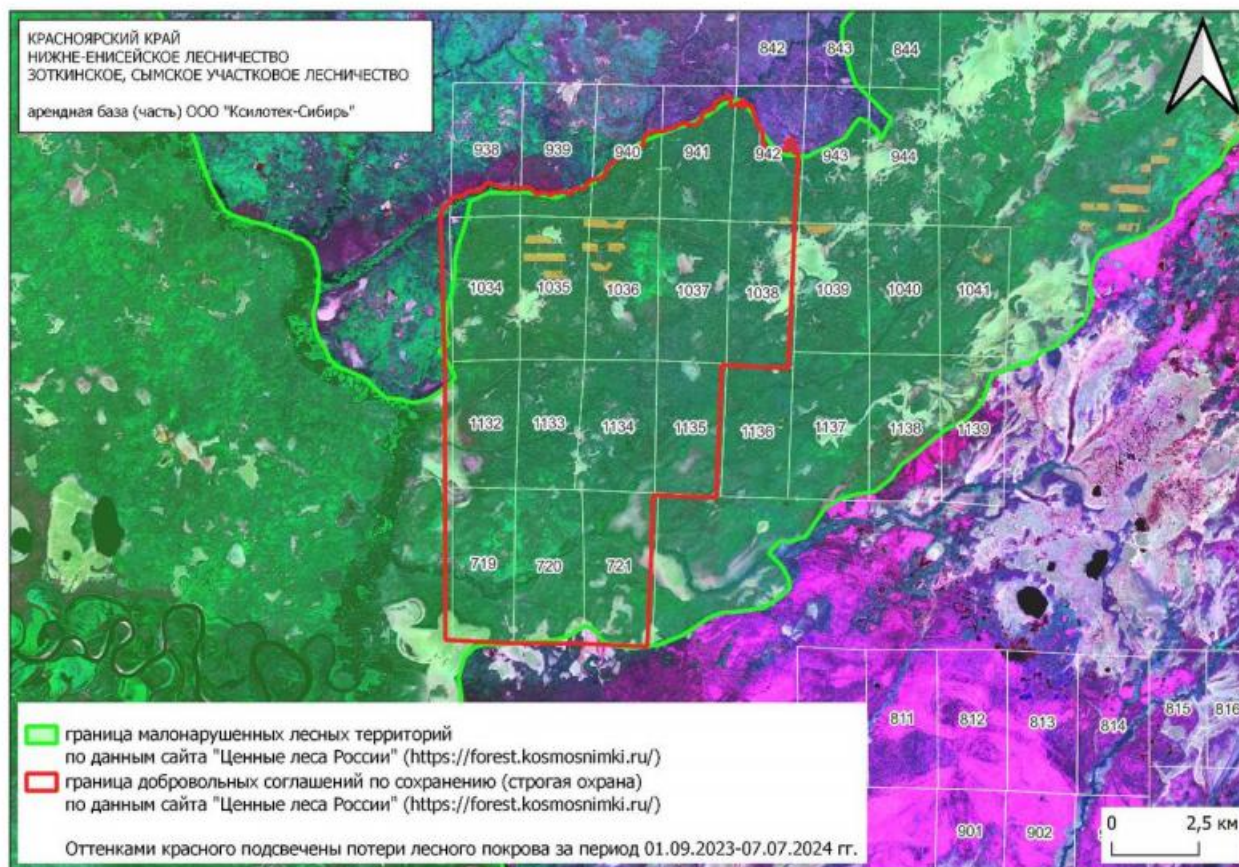 КРАСНОЯРСКИЙ КРАЙ
НИЖНЕ-ЕНИСЕЙСКОЕ ЛЕСНИЧЕСТВО
ЗОТКИНСКОЕ, СЫМСКОЕ УЧАСТКОВОЕ ЛЕСНИЧЕСТВО
арендная база (часть) ООО "Ксилотек-Сибирь"
842 843 844
938 939 940 941 942 943 944
1034 1035 1036 1037 1038 1039 1040 1041
1132 1133 1134 1135 1136 1137 1138 1139
719 720 721
811 812 813 814 815 816
901 902
граница малонарушенных лесных территорий
по данным сайта "Ценные леса России" (https://forest.kosmosnimki.ru/)
граница добровольных соглашений по сохранению (строгая охрана)
по данным сайта "Ценные леса России" (https://forest.kosmosnimki.ru/)
Оттенками красного подсвечены потери лесного покрова за период 01.09.2023-07.07.2024 гг.
0 2,5 км